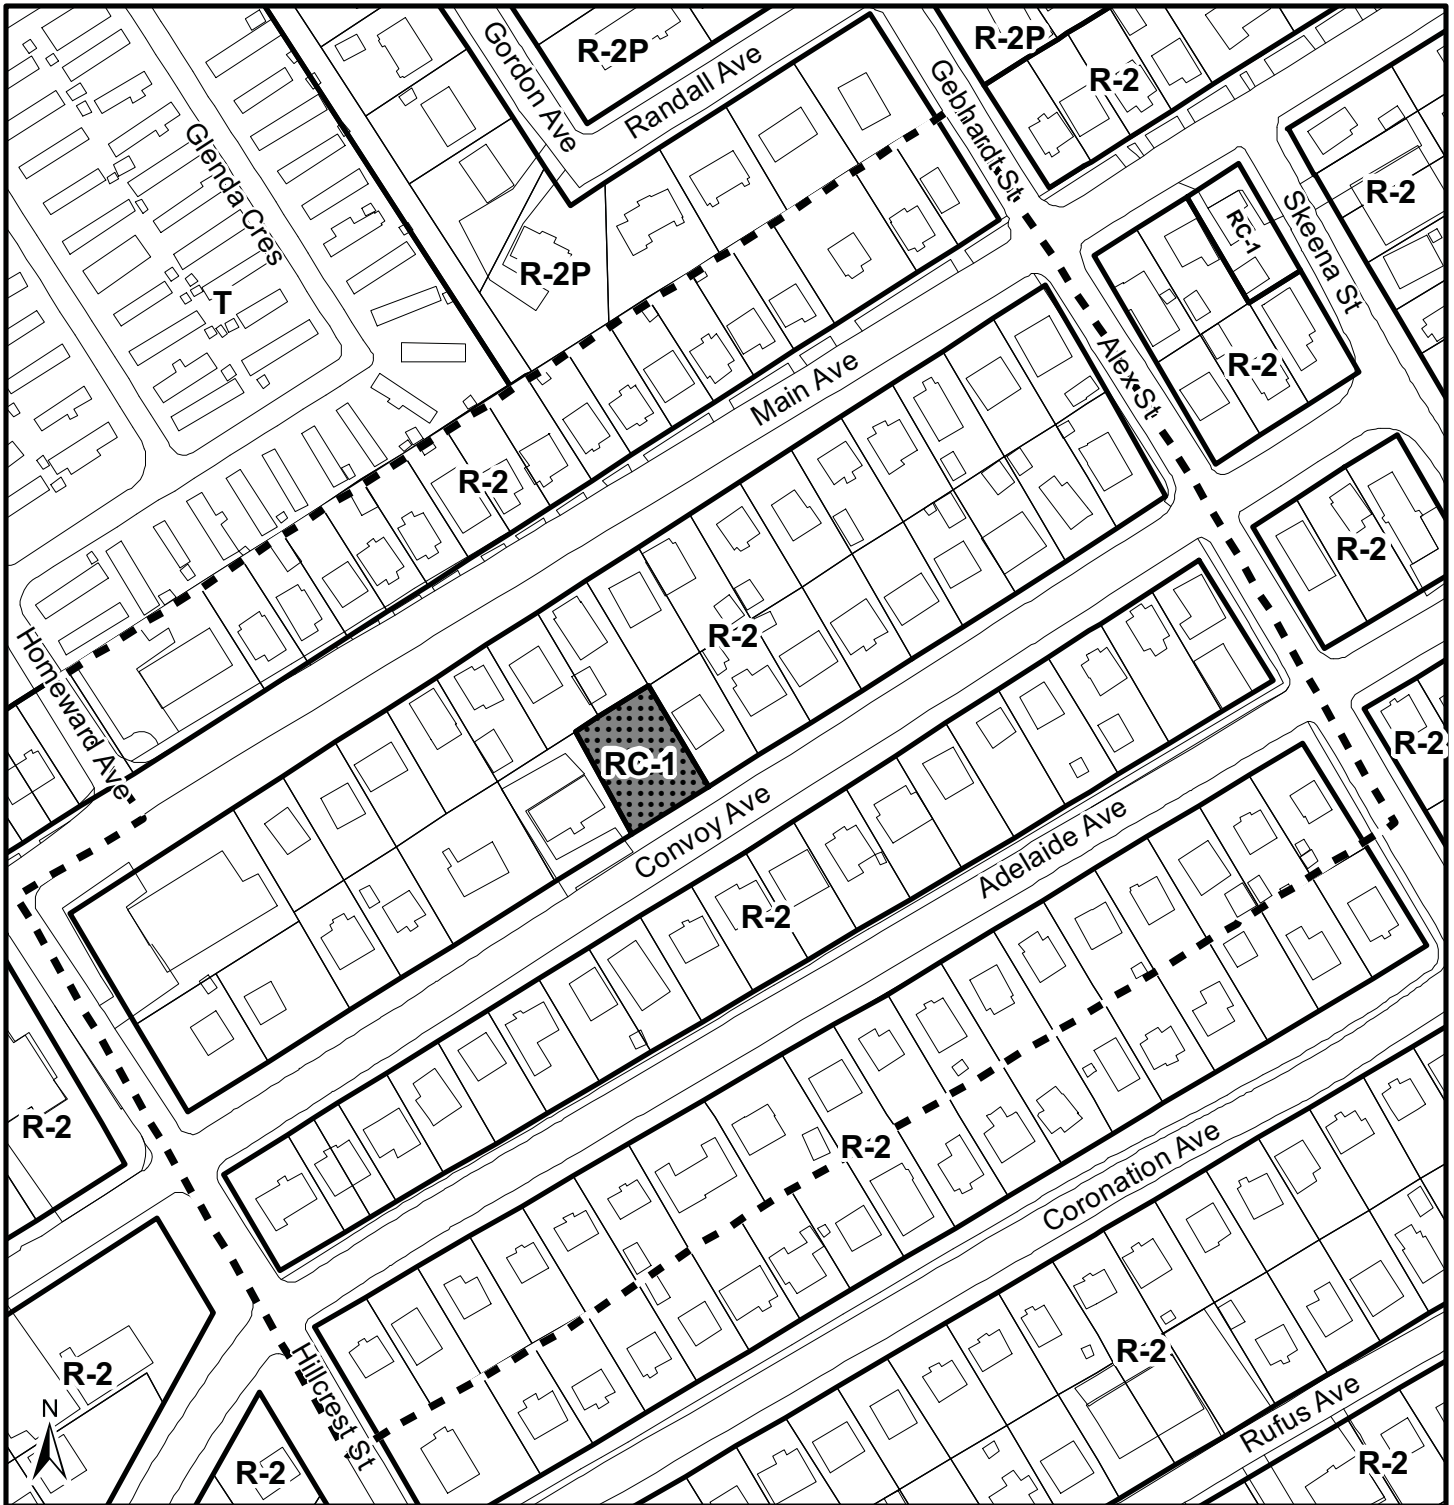 R-2P
R-2P
R-2
Gordon Ave
Randall Ave
Gebhardt St
Glenda Cres
R-2
RC-1
Skeena St
R-2P
T
R-2
Alex St
Main Ave
R-2
R-2
R-2
Homeward Ave
R-2
RC-1
Convoy Ave
Adelaide Ave
R-2
R-2
R-2
Coronation Ave
R-2
Hillcrest St
R-2
R-2
Rufus Ave
N
R-2
R-2